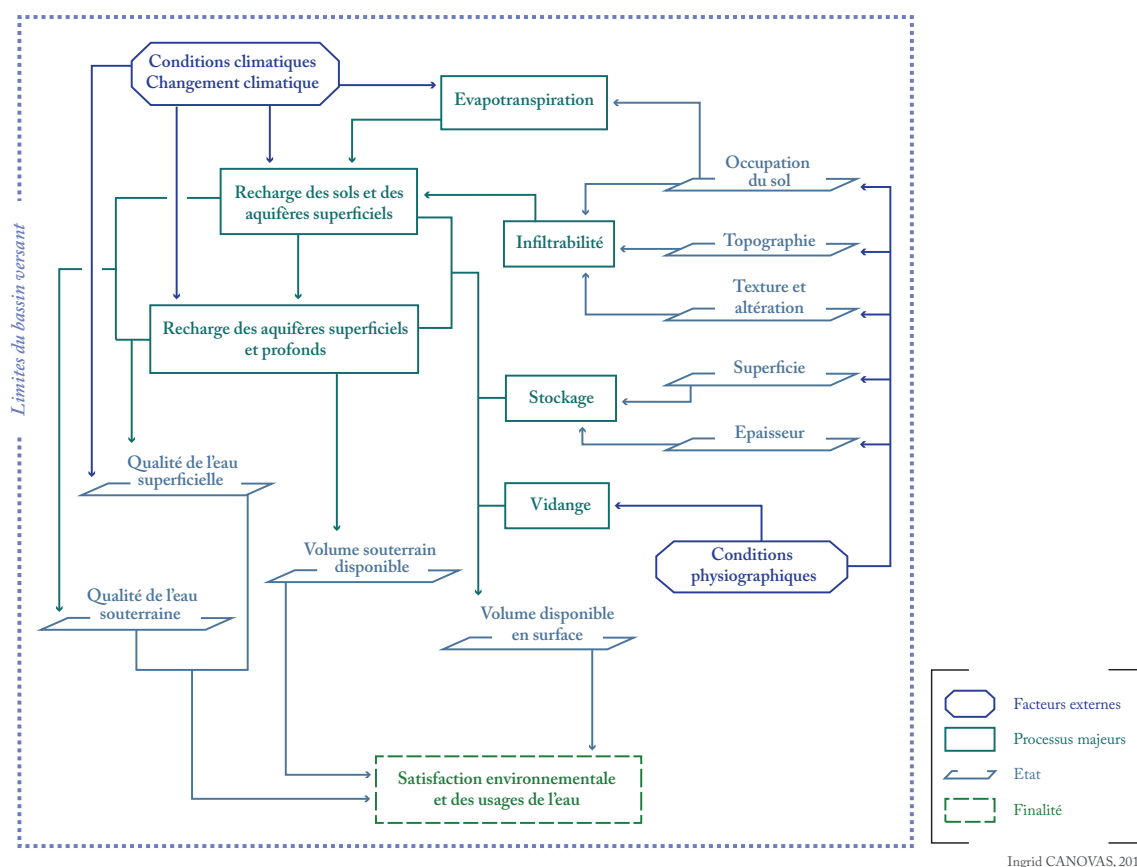 Conditions climatiques
Changement climatique
Evapotranspiration
Occupation
du sol
Recharge des sols et des
aquifères superficiels
Infiltrabilité
Topographie
Limites du bassin versant
Texture et
altération
Recharge des aquifères superficiels
et profonds
Superficie
Stockage
Epaisseur
Qualité de l'eau
superficielle
Vidange
Volume souterrain
disponible
Conditions
physiographiques
Qualité de l'eau
souterraine
Volume disponible
en surface
Satisfaction environnementale
et des usages de l'eau
Facteurs externes
Processus majeurs
Etat
Finalité
Ingrid CANOVAS, 201